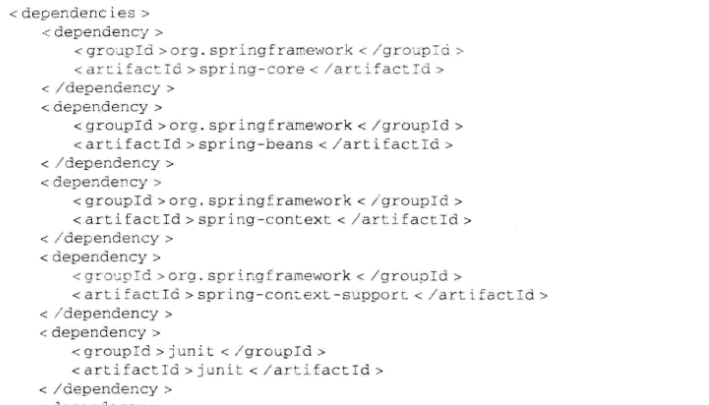 <dependencies>
<dependency>
<groupId>org.springframework</groupId>
<artifactId>spring-core</artifactId>
</dependency>
<dependency>
<groupId>org.springframework</groupId>
<artifactId>spring-beans</artifactId>
</dependency>
<dependency>
<groupId>org.springframework</groupId>
<artifactId>spring-context</artifactId>
</dependency>
<dependency>
<groupId>org.springframework</groupId>
<artifactId>spring-context-support</artifactId>
</dependency>
<dependency>
<groupId>junit</groupId>
<artifactId>junit</artifactId>
</dependency>